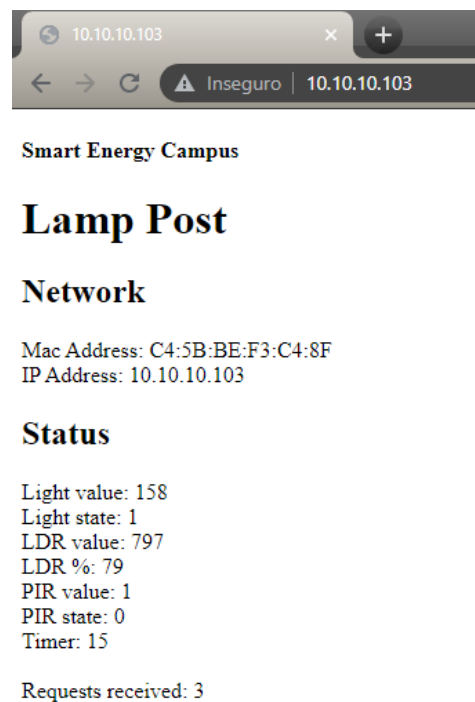 10.10.10.103
Inseguro | 10.10.10.103
Smart Energy Campus
Lamp Post
Network
Mac Address: C4:5B:BE:F3:C4:8F
IP Address: 10.10.10.103
Status
Light value: 158
Light state: 1
LDR value: 797
LDR %: 79
PIR value: 1
PIR state: 0
Timer: 15
Requests received: 3